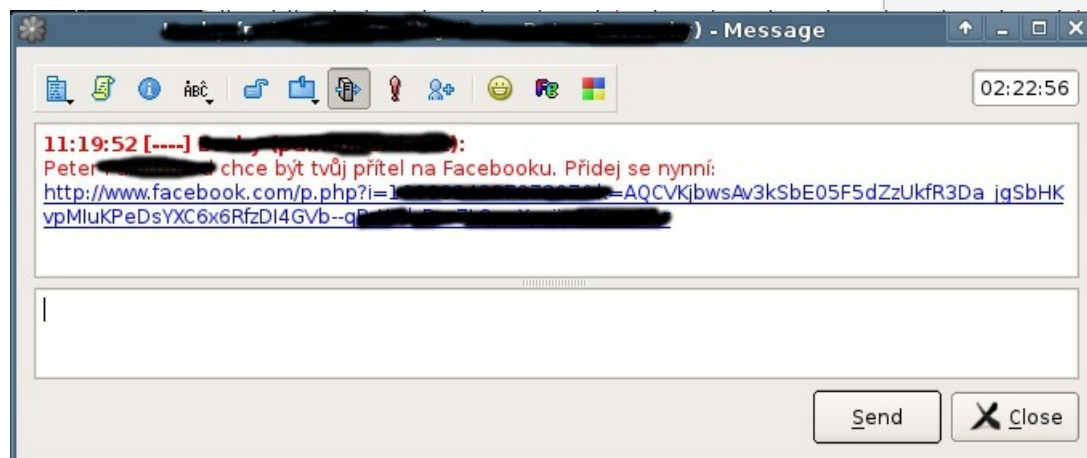 ) - Message
ABC
02:22:56
11:19:52 [----]
):
Peter chce být tvůj přítel na Facebooku. Přidej se nynní:
http://www.facebook.com/p.php?i=1 =AQCVKjbwsAv3kSbE05F5dZzUkfR3Da_jgSbHK
vpMIuKPeDsYXC6x6RfzDI4GVb--q
Send
Close